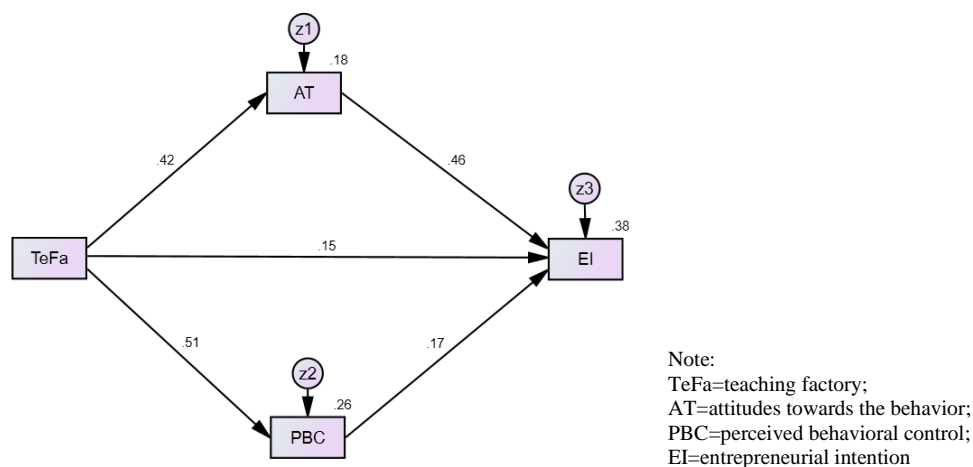 z1
.18
AT
.42
.46
z3
.38
TeFa
.15
EI
.51
.17
z2
.26
PBC
Note:
TeFa=teaching factory;
AT=attitudes towards the behavior;
PBC=perceived behavioral control;
EI=entrepreneurial intention